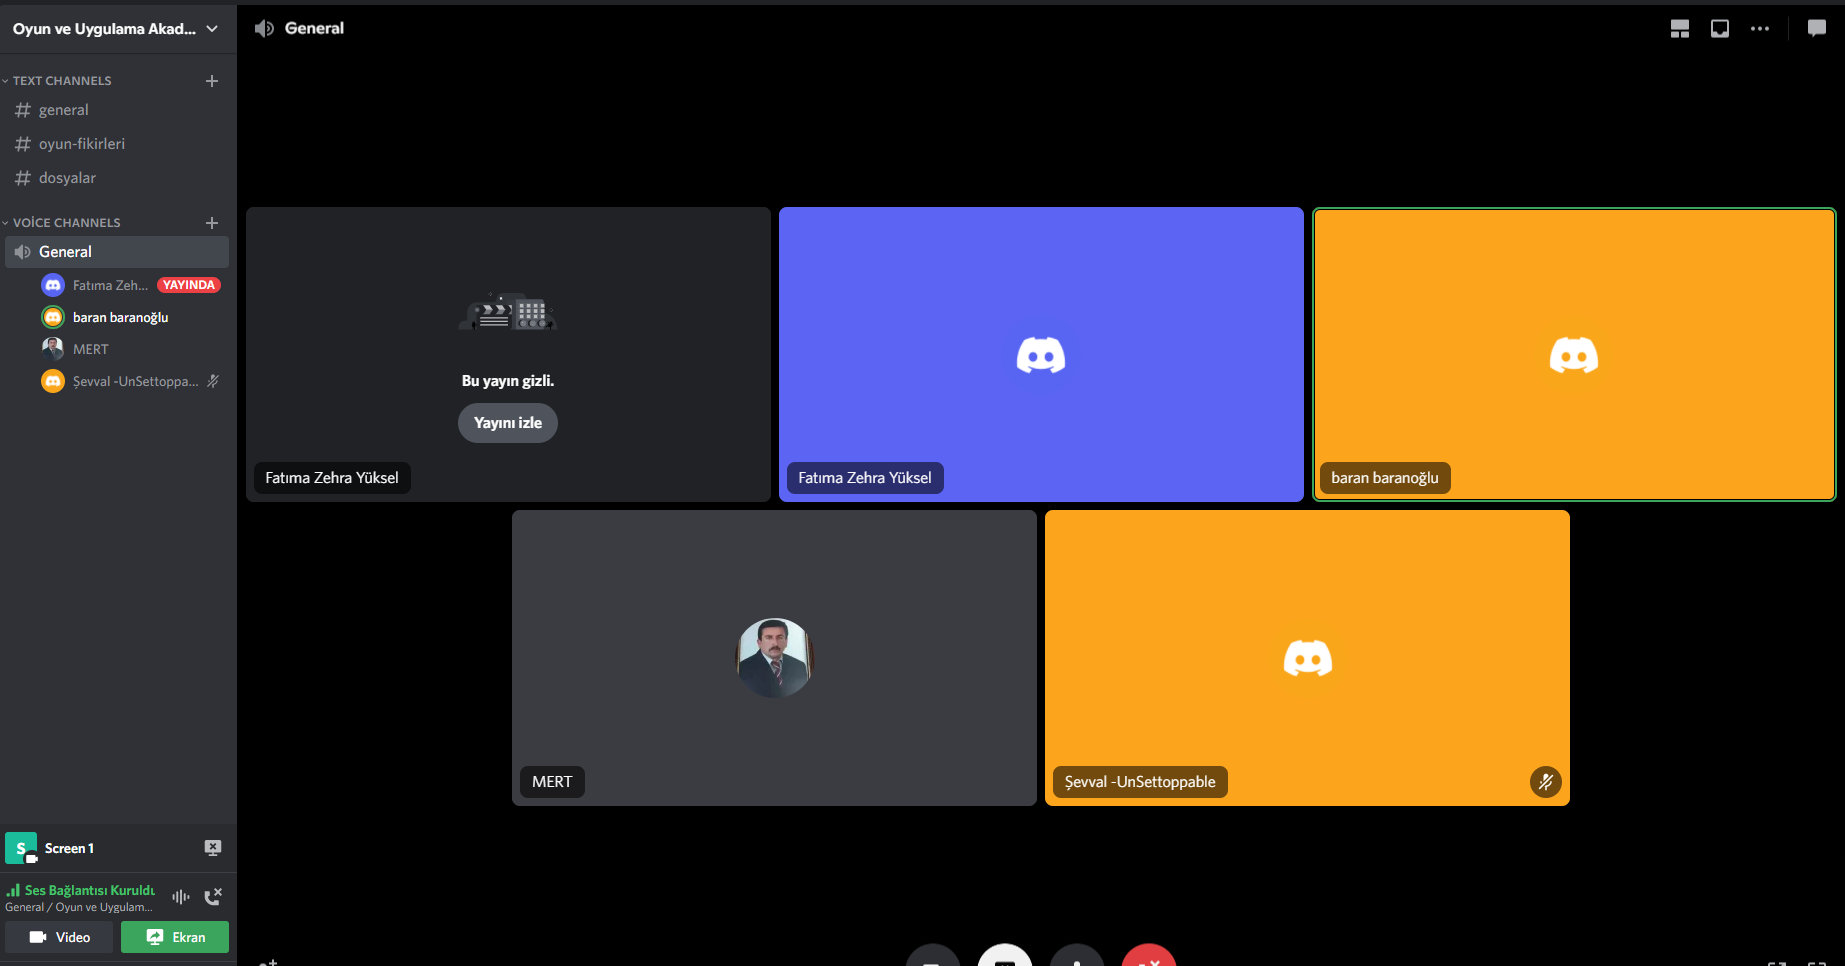 Oyun ve Uygulama Akad...
General
TEXT CHANNELS
general
oyun-fikirleri
dosyalar
VOİCE CHANNELS
General
Fatıma Zeh... YAYINDA
baran baranoğlu
MERT
Şevval -UnSettoppa...
Bu yayın gizli.
Yayını izle
Fatıma Zehra Yüksel
Fatıma Zehra Yüksel
baran baranoğlu
MERT
Şevval -UnSettoppable
S Screen 1
Ses Bağlantısı Kuruldu
General / Oyun ve Uygulam...
Video
Ekran